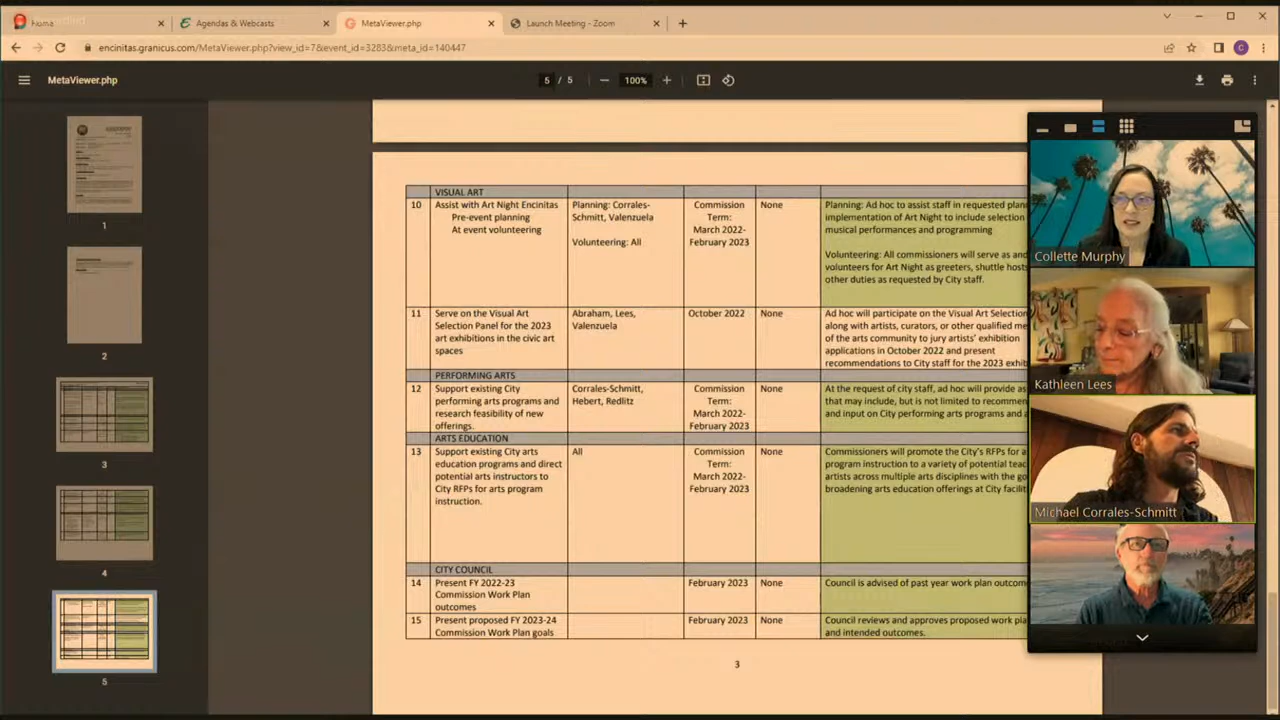 Agendas & Webcasts
MetaViewer.php
Launch Meeting - Zoom
encinitas.granicus.com/MetaViewer.php?view_id=7&event_id=3283&meta_id=140447
C
MetaViewer.php
5 / 5
100%
1
2
3
4
5
VISUAL ART
10 Assist with Art Night Encinitas
Pre-event planning
At event volunteering
Planning: Corrales-
Schmitt, Valenzuela
Volunteering: All
Commission
Term:
March 2022-
February 2023
None
Planning: Ad hoc to assist staff in requested
implementation of Art Night to include selection
musical performances and programming
Volunteering: All commissioners will serve as
volunteers for Art Night as greeters, shuttle
other duties as requested by City staff.
11 Serve on the Visual Art
Selection Panel for the 2023
art exhibitions in the civic art
spaces
Abraham, Lees,
Valenzuela
October 2022
None
Ad hoc will participate on the Visual Art
along with artists, curators, or other qualified
of the arts community to jury artists' exhibition
applications in October 2022 and present
recommendations to City staff for the 2023
PERFORMING ARTS
12 Support existing City
performing arts programs and
research feasibility of new
offerings.
Corrales-Schmitt,
Hebert, Redlitz
Commission
Term:
March 2022-
February 2023
None
At the request of city staff, ad hoc will provide
that may include, but is not limited to
and input on City performing arts programs and
ARTS EDUCATION
13 Support existing City arts
education programs and direct
potential arts instructors to
City RFPs for arts program
instruction.
All
Commission
Term:
March 2022-
February 2023
None
Commissioners will promote the City's RFPs for
program instruction to a variety of potential
artists across multiple arts disciplines with the
broadening arts education offerings at City
CITY COUNCIL
14 Present FY 2022-23
Commission Work Plan
outcomes
February 2023
None
Council is advised of past year work plan
15 Present proposed FY 2023-24
Commission Work Plan goals
February 2023
None
Council reviews and approves proposed work
and intended outcomes.
3
Collette Murphy
Kathleen Lees
Michael Corrales-Schmitt